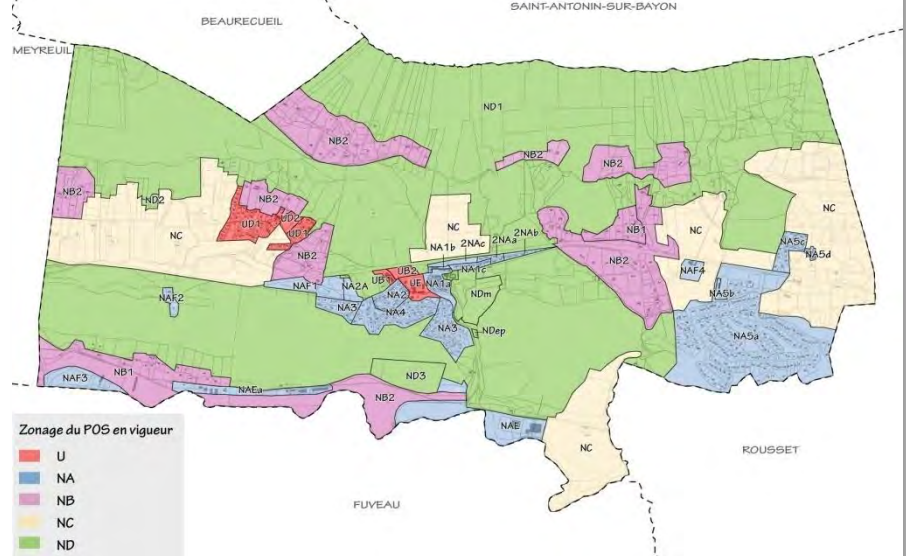 SAINT-ANTONIN-SUR-BAYON
BEAURECUEIL
MEYREUIL
ND1
NB2
NB2
NB2
NB2
ND2
NB2
UD1
UD2
UD1
NC
NC
NC
NC
NB1
NB2
NB2
NA1b
2NAc
2NAa
2NAb
NA1c
NA5c
NA5d
NAF4
NA5b
NAF1
NA2A
UB1
UB2
UE
NA1a
NA2
NDm
NAF2
NA3
NA4
NA3
NDep
NA5a
ND3
NB1
NAF3
NAEa
NB2
NAE
NC
ROUSSET
FUVEAU
Zonage du POS en vigueur
U
NA
NB
NC
ND